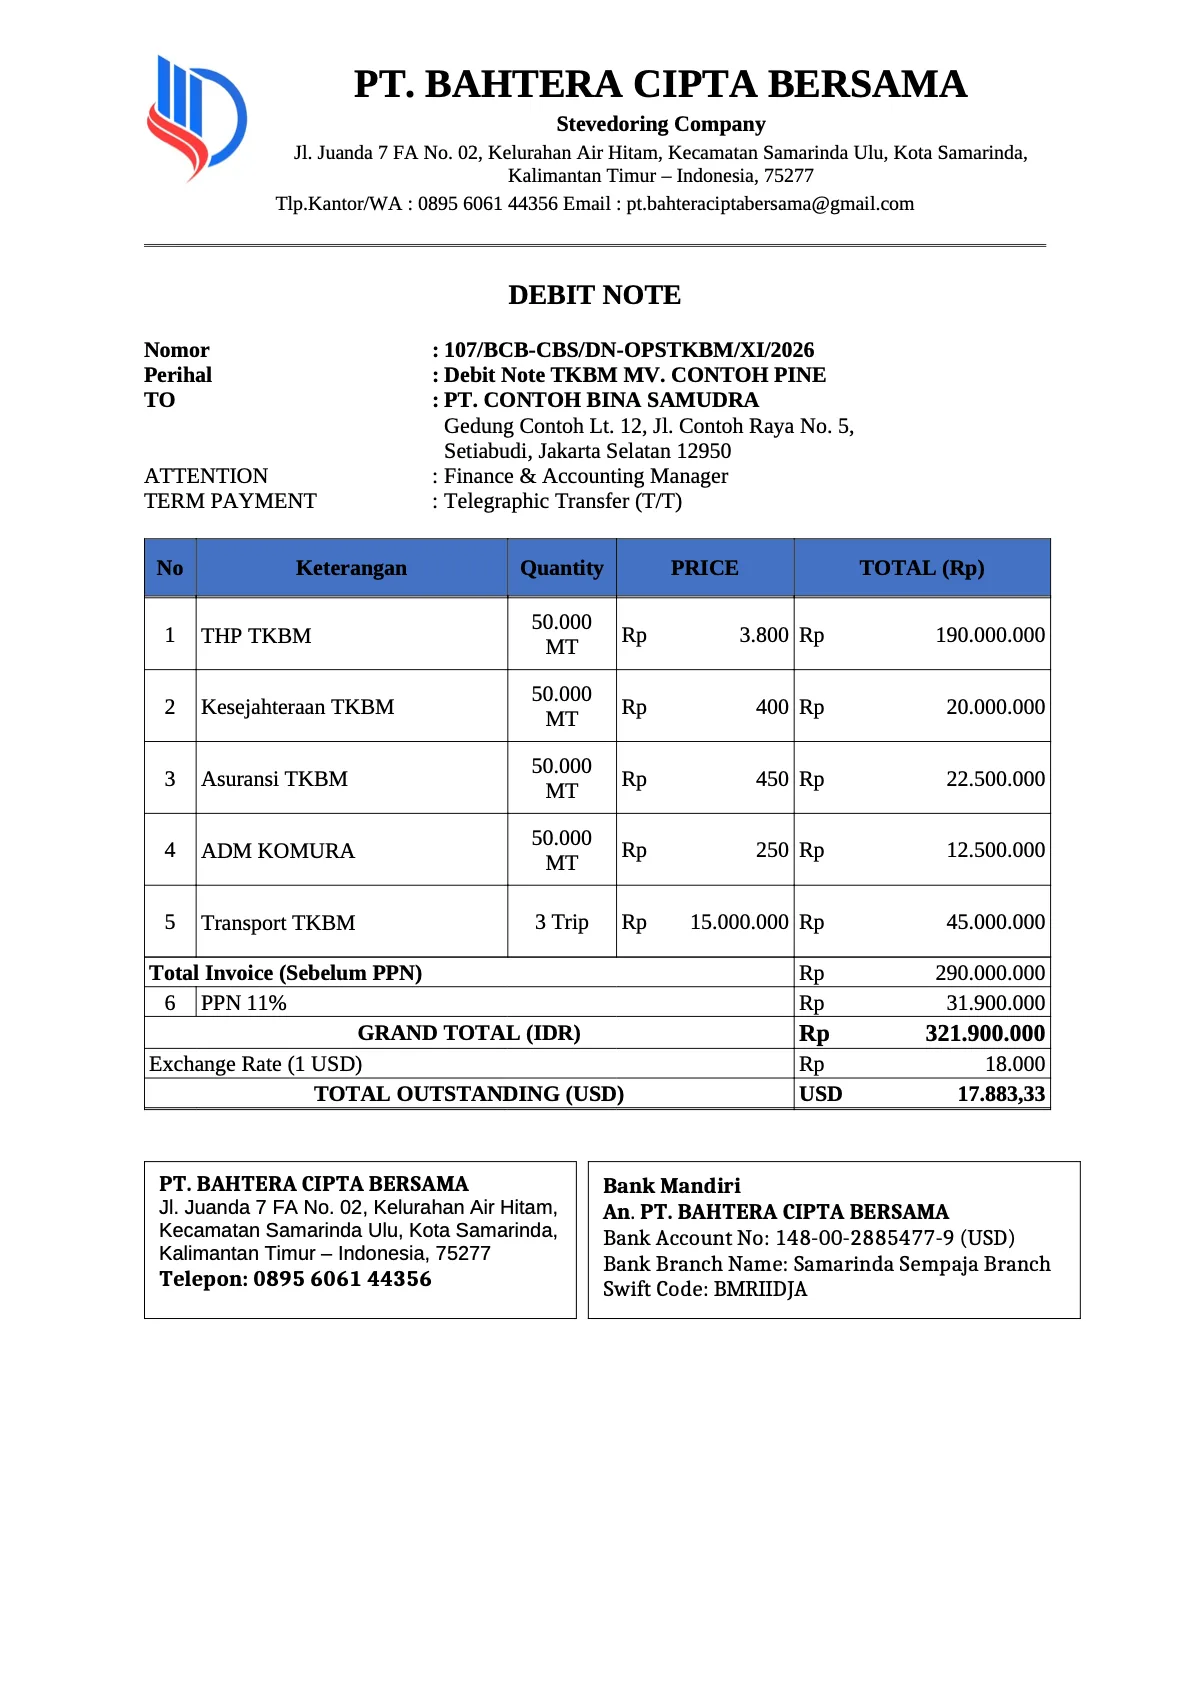 PT. BAHTERA CIPTA BERSAMA
Stevedoring Company
Jl. Juanda 7 FA No. 02, Kelurahan Air Hitam, Kecamatan Samarinda Ulu, Kota Samarinda,
Kalimantan Timur – Indonesia, 75277
Tlp.Kantor/WA : 0895 6061 44356 Email : pt.bahteraciptabersama@gmail.com
DEBIT NOTE
Nomor : 107/BCB-CBS/DN-OPSTKBM/XI/2026
Perihal : Debit Note TKBM MV. CONTOH PINE
TO : PT. CONTOH BINA SAMUDRA
Gedung Contoh Lt. 12, Jl. Contoh Raya No. 5,
Setiabudi, Jakarta Selatan 12950
ATTENTION : Finance & Accounting Manager
TERM PAYMENT : Telegraphic Transfer (T/T)
No Keterangan Quantity PRICE TOTAL (Rp)
1 THP TKBM 50.000 MT Rp 3.800 Rp 190.000.000
2 Kesejahteraan TKBM 50.000 MT Rp 400 Rp 20.000.000
3 Asuransi TKBM 50.000 MT Rp 450 Rp 22.500.000
4 ADM KOMURA 50.000 MT Rp 250 Rp 12.500.000
5 Transport TKBM 3 Trip Rp 15.000.000 Rp 45.000.000
Total Invoice (Sebelum PPN) Rp 290.000.000
6 PPN 11% Rp 31.900.000
GRAND TOTAL (IDR) Rp 321.900.000
Exchange Rate (1 USD) Rp 18.000
TOTAL OUTSTANDING (USD) USD 17.883,33
PT. BAHTERA CIPTA BERSAMA
Jl. Juanda 7 FA No. 02, Kelurahan Air Hitam,
Kecamatan Samarinda Ulu, Kota Samarinda,
Kalimantan Timur – Indonesia, 75277
Telepon: 0895 6061 44356
Bank Mandiri
An. PT. BAHTERA CIPTA BERSAMA
Bank Account No: 148-00-2885477-9 (USD)
Bank Branch Name: Samarinda Sempaja Branch
Swift Code: BMRIIDJA